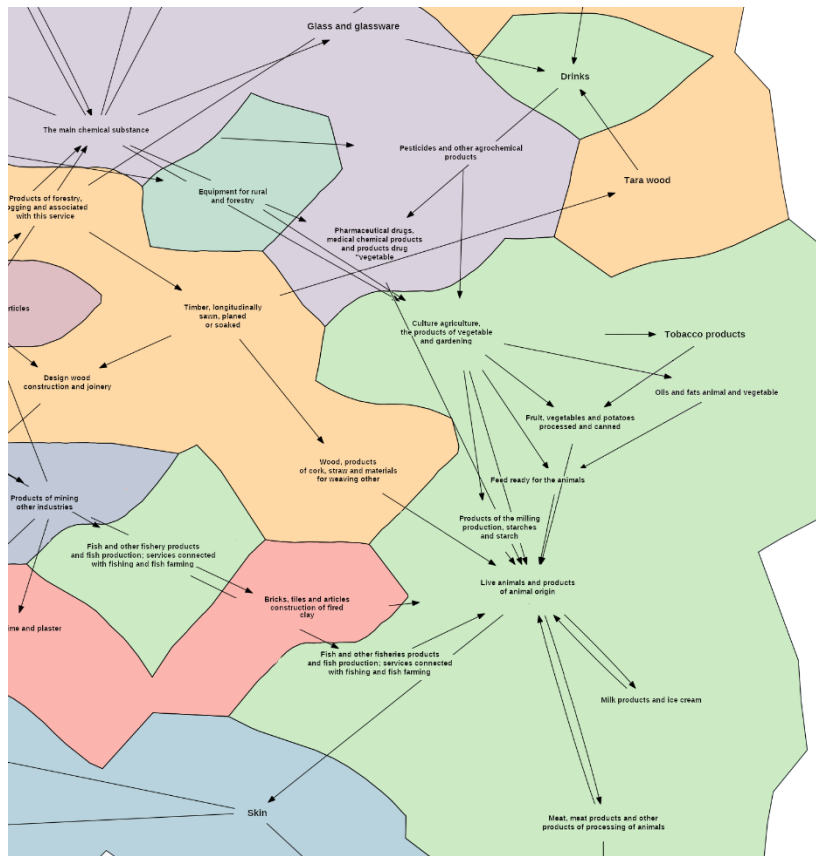 Glass and glassware
Drinks
The main chemical substance
Pesticides and other agrochemical
products
Tara wood
Equipment for rural
and forestry
Products of forestry,
ogging and associated
with this service
Pharmaceutical drugs,
medical chemical products
and products drug
"vegetable
rticles
Timber, longitudinally
sawn, planed
or soaked
Culture agriculture,
the products of vegetable
and gardening
Tobacco products
Design wood
construction and joinery
Oils and fats animal and vegetable
Fruit, vegetables and potatoes
processed and canned
Wood, products
of cork, straw and materials
for weaving other
Feed ready for the animals
Products of mining
other industries
Products of the milling
production, starches
and starch
Fish and other fishery products
and fish production; services connected
with fishing and fish farming
Live animals and products
of animal origin
Bricks, tiles and articles
construction of fired
clay
ime and plaster
Fish and other fisheries products
and fish production; services connected
with fishing and fish farming
Milk products and ice cream
Skin
Meat, meat products and other
products of processing of animals